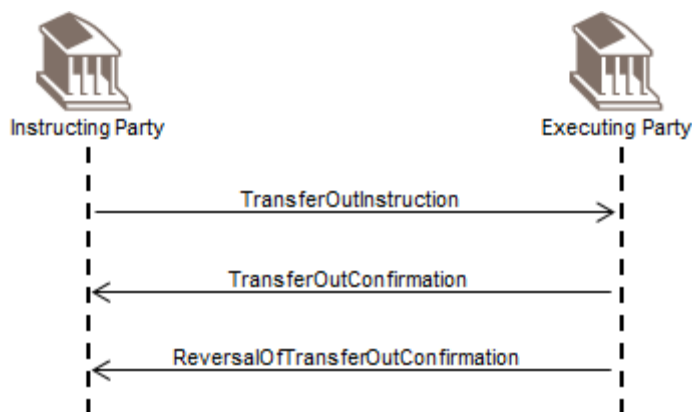 Instructing Party
Executing Party
TransferOutInstruction
TransferOutConfirmation
ReversalOfTransferOutConfirmation